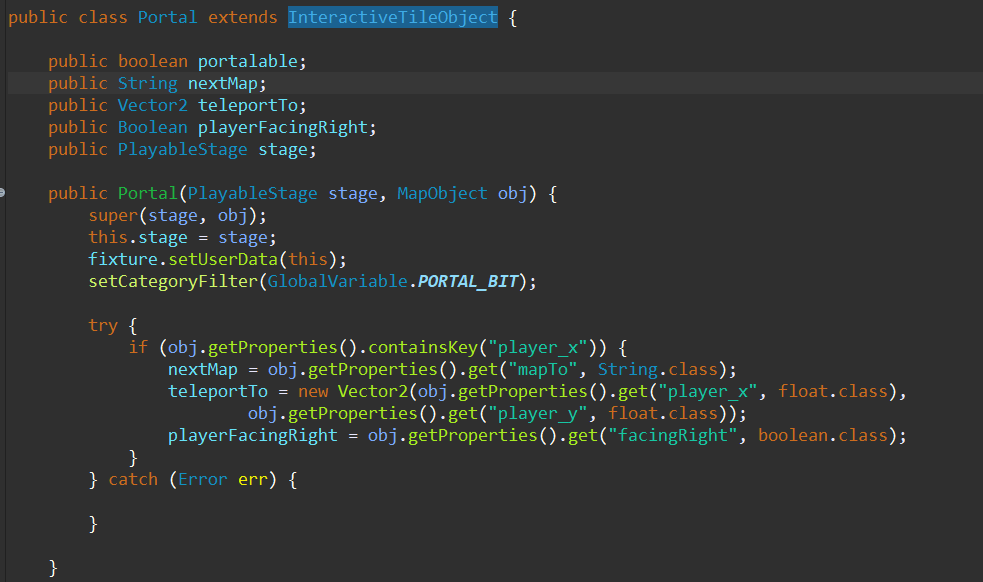 public class Portal extends InteractiveTileObject {
public boolean portalable;
public String nextMap;
public Vector2 teleportTo;
public Boolean playerFacingRight;
public PlayableStage stage;
public Portal(PlayableStage stage, MapObject obj) {
super(stage, obj);
this.stage = stage;
fixture.setUserData(this);
setCategoryFilter(GlobalVariable.PORTAL_BIT);
try {
if (obj.getProperties().containsKey("player_x")) {
nextMap = obj.getProperties().get("mapTo", String.class);
teleportTo = new Vector2(obj.getProperties().get("player_x", float.class),
obj.getProperties().get("player_y", float.class));
playerFacingRight = obj.getProperties().get("facingRight", boolean.class);
}
} catch (Error err) {
}
}